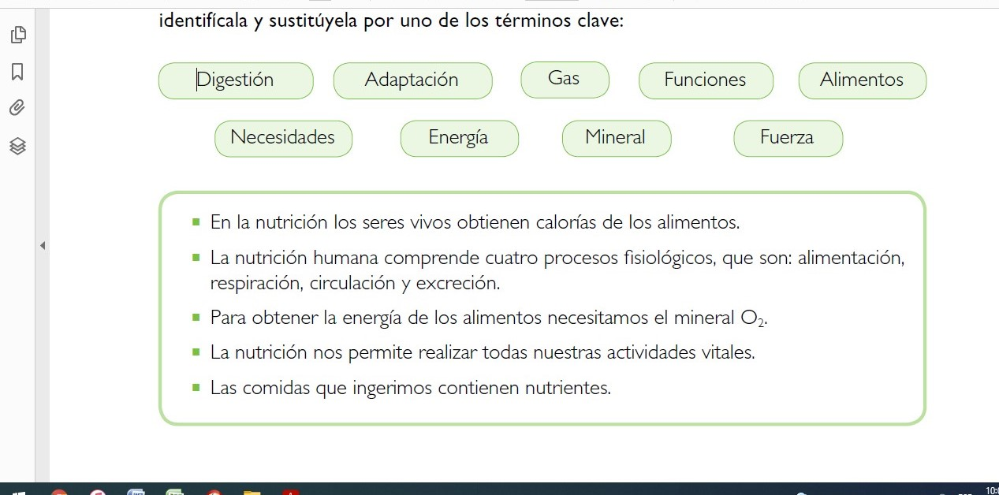 identifícala y sustitúyela por uno de los términos clave:
Digestión Adaptación Gas Funciones Alimentos
Necesidades Energía Mineral Fuerza
En la nutrición los seres vivos obtienen calorías de los alimentos.
La nutrición humana comprende cuatro procesos fisiológicos, que son: alimentación,
respiración, circulación y excreción.
Para obtener la energía de los alimentos necesitamos el mineral O₂.
La nutrición nos permite realizar todas nuestras actividades vitales.
Las comidas que ingerimos contienen nutrientes.